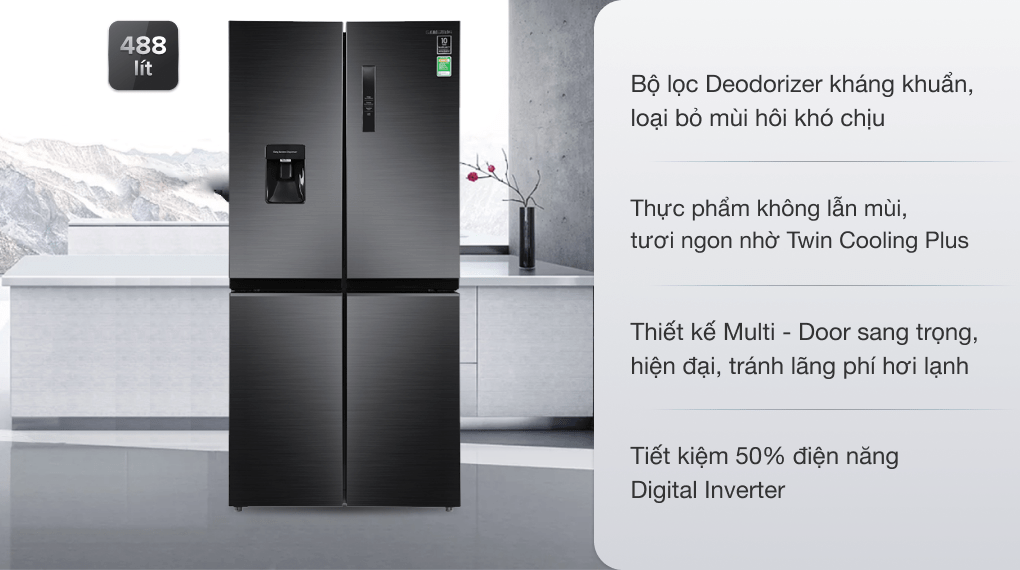 488
lít
Bộ lọc Deodorizer kháng khuẩn,
loại bỏ mùi hôi khó chịu
Thực phẩm không lẫn mùi,
tươi ngon nhờ Twin Cooling Plus
Thiết kế Multi - Door sang trọng,
hiện đại, tránh lãng phí hơi lạnh
Tiết kiệm 50% điện năng
Digital Inverter